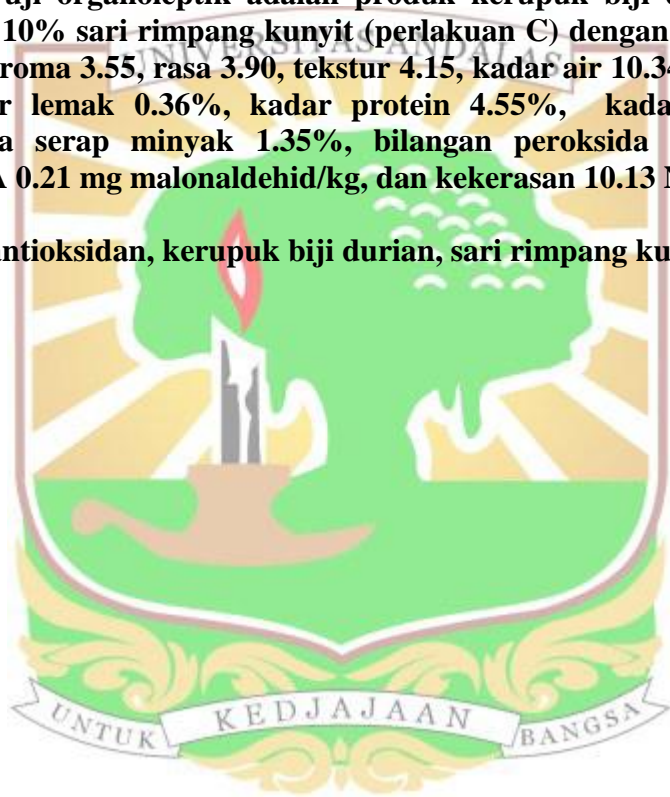 uji organoleptik adalah produk kerupuk biji
10% sari rimpang kunyit (perlakuan C) dengan
roma 3.55, rasa 3.90, tekstur 4.15, kadar air 10.34
r lemak 0.36%, kadar protein 4.55%, kada
a serap minyak 1.35%, bilangan peroksida
A 0.21 mg malonaldehid/kg, dan kekerasan 10.13 N
antioksidan, kerupuk biji durian, sari rimpang ku
UNIVERSITAS ANDALAS
UNTUK KEDJAJAAN BANGSA